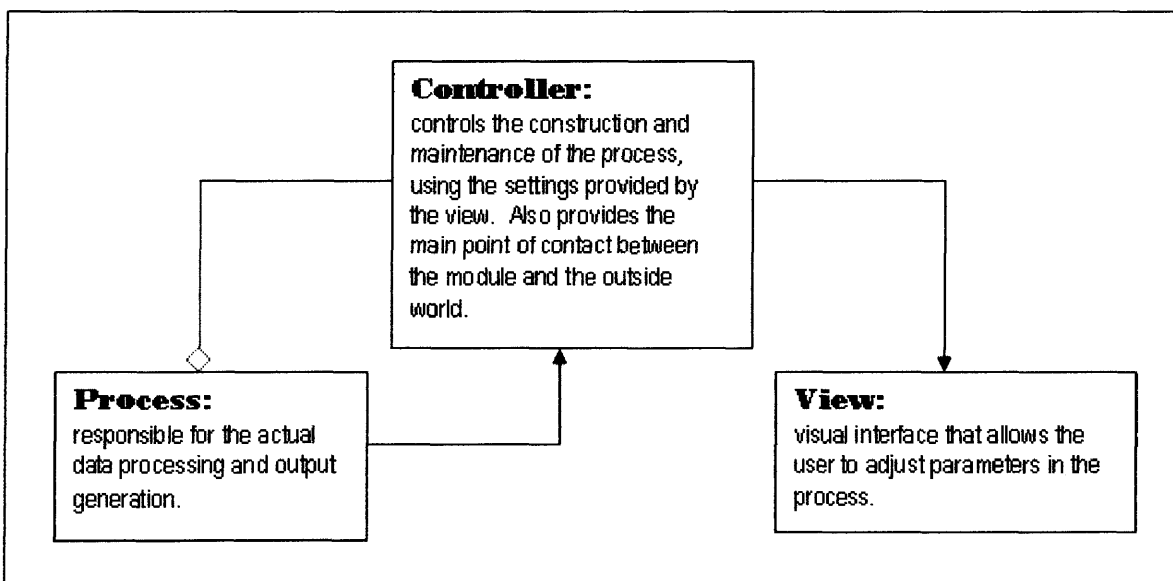 Controller:
controls the construction and
maintenance of the process,
using the settings provided by
the view. Also provides the
main point of contact between
the module and the outside
world.
Process:
responsible for the actual
data processing and output
generation.
View:
visual interface that allows the
user to adjust parameters in the
process.